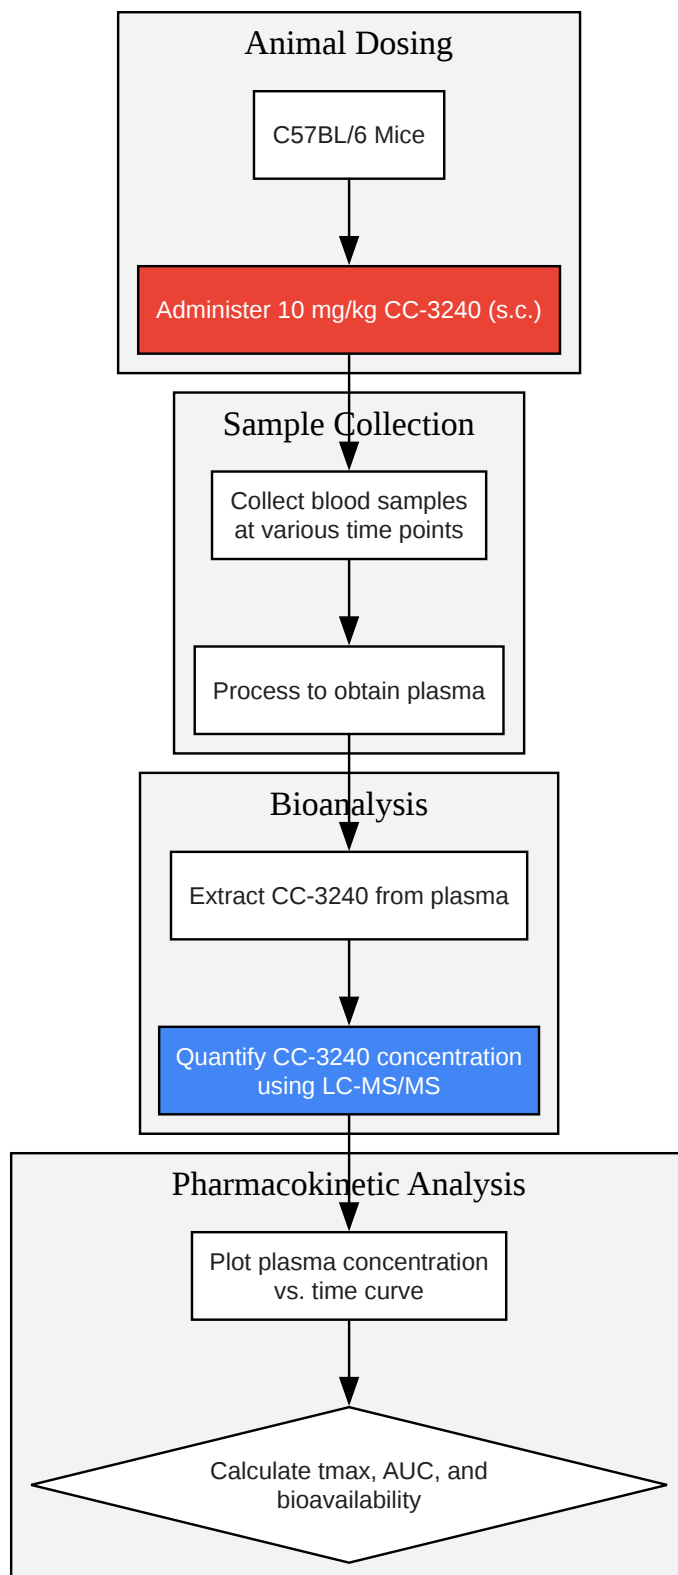 Animal Dosing
C57BL/6 Mice
Administer 10 mg/kg CC-3240 (s.c.)
Sample Collection
Collect blood samples
at various time points
Process to obtain plasma
Bioanalysis
Extract CC-3240 from plasma
Quantify CC-3240 concentration
using LC-MS/MS
Pharmacokinetic Analysis
Plot plasma concentration
vs. time curve
Calculate tmax, AUC, and
bioavailability